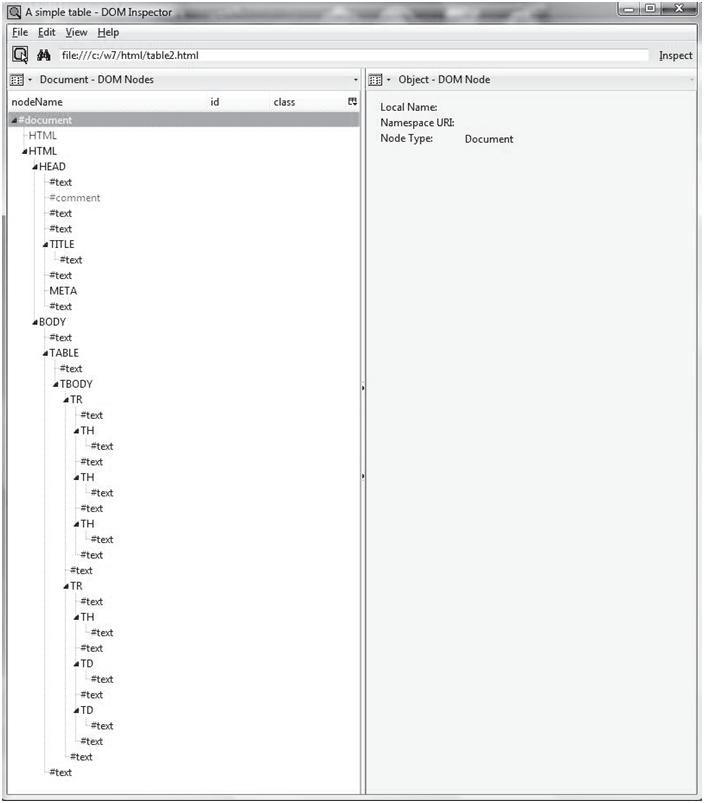 A simple table - DOM Inspector
File Edit View Help
file:///c:/w7/html/table2.html Inspect
Document - DOM Nodes
nodeName id class
#document
HTML
HTML
HEAD
#text
#comment
#text
#text
TITLE
#text
#text
META
#text
BODY
#text
TABLE
#text
TBODY
TR
#text
TH
#text
#text
TH
#text
#text
TH
#text
#text
#text
TR
#text
TH
#text
#text
TD
#text
#text
TD
#text
#text
#text
#text
Object - DOM Node
Local Name:
Namespace URI:
Node Type: Document